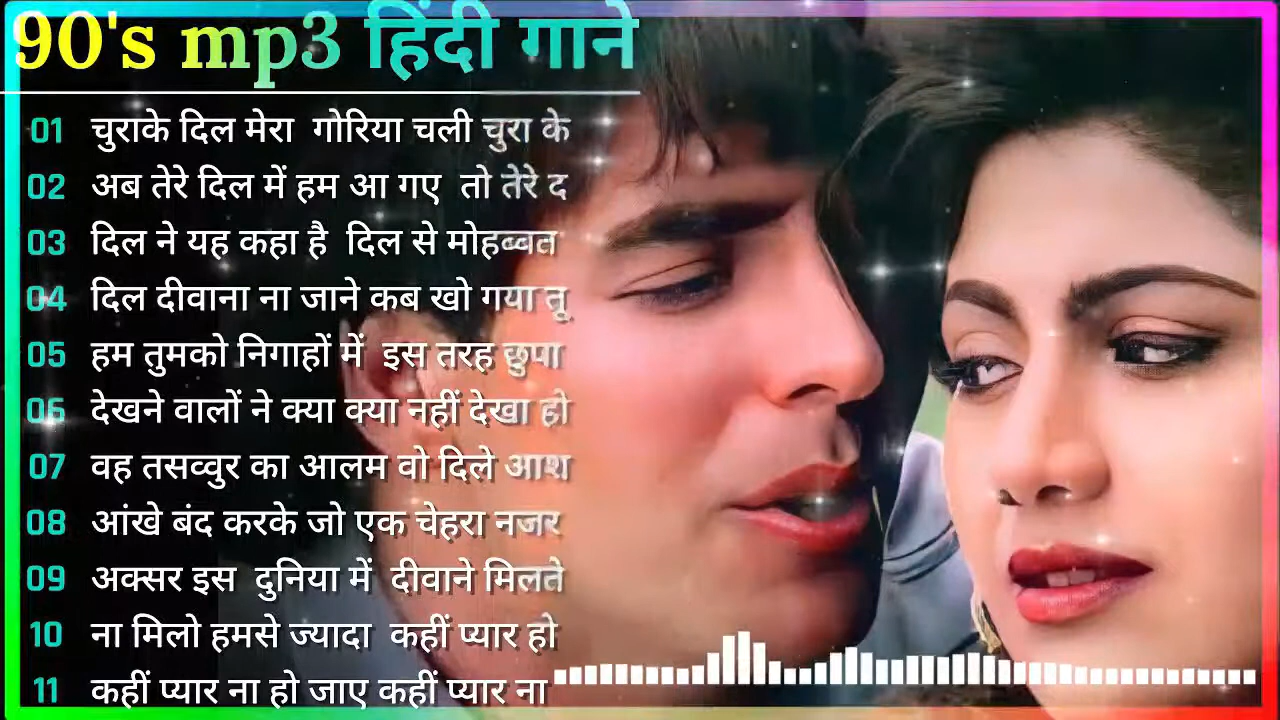 90's mp3 हिंदी गाने
01 चुराके दिल मेरा गोरिया चली चुरा के
02 अब तेरे दिल में हम आ गए तो तेरे द
03 दिल ने यह कहा है दिल से मोहब्बत
04 दिल दीवाना ना जाने कब खो गया तू
05 हम तुमको निगाहों में इस तरह छुपा
06 देखने वालों ने क्या क्या नहीं देखा हो
07 वह तसव्वुर का आलम वो दिले आश
08 आंखे बंद करके जो एक चेहरा नजर
09 अक्सर इस दुनिया में दीवाने मिलते
10 ना मिलो हमसे ज्यादा कहीं प्यार हो
11 कहीं प्यार ना हो जाए कहीं प्यार ना